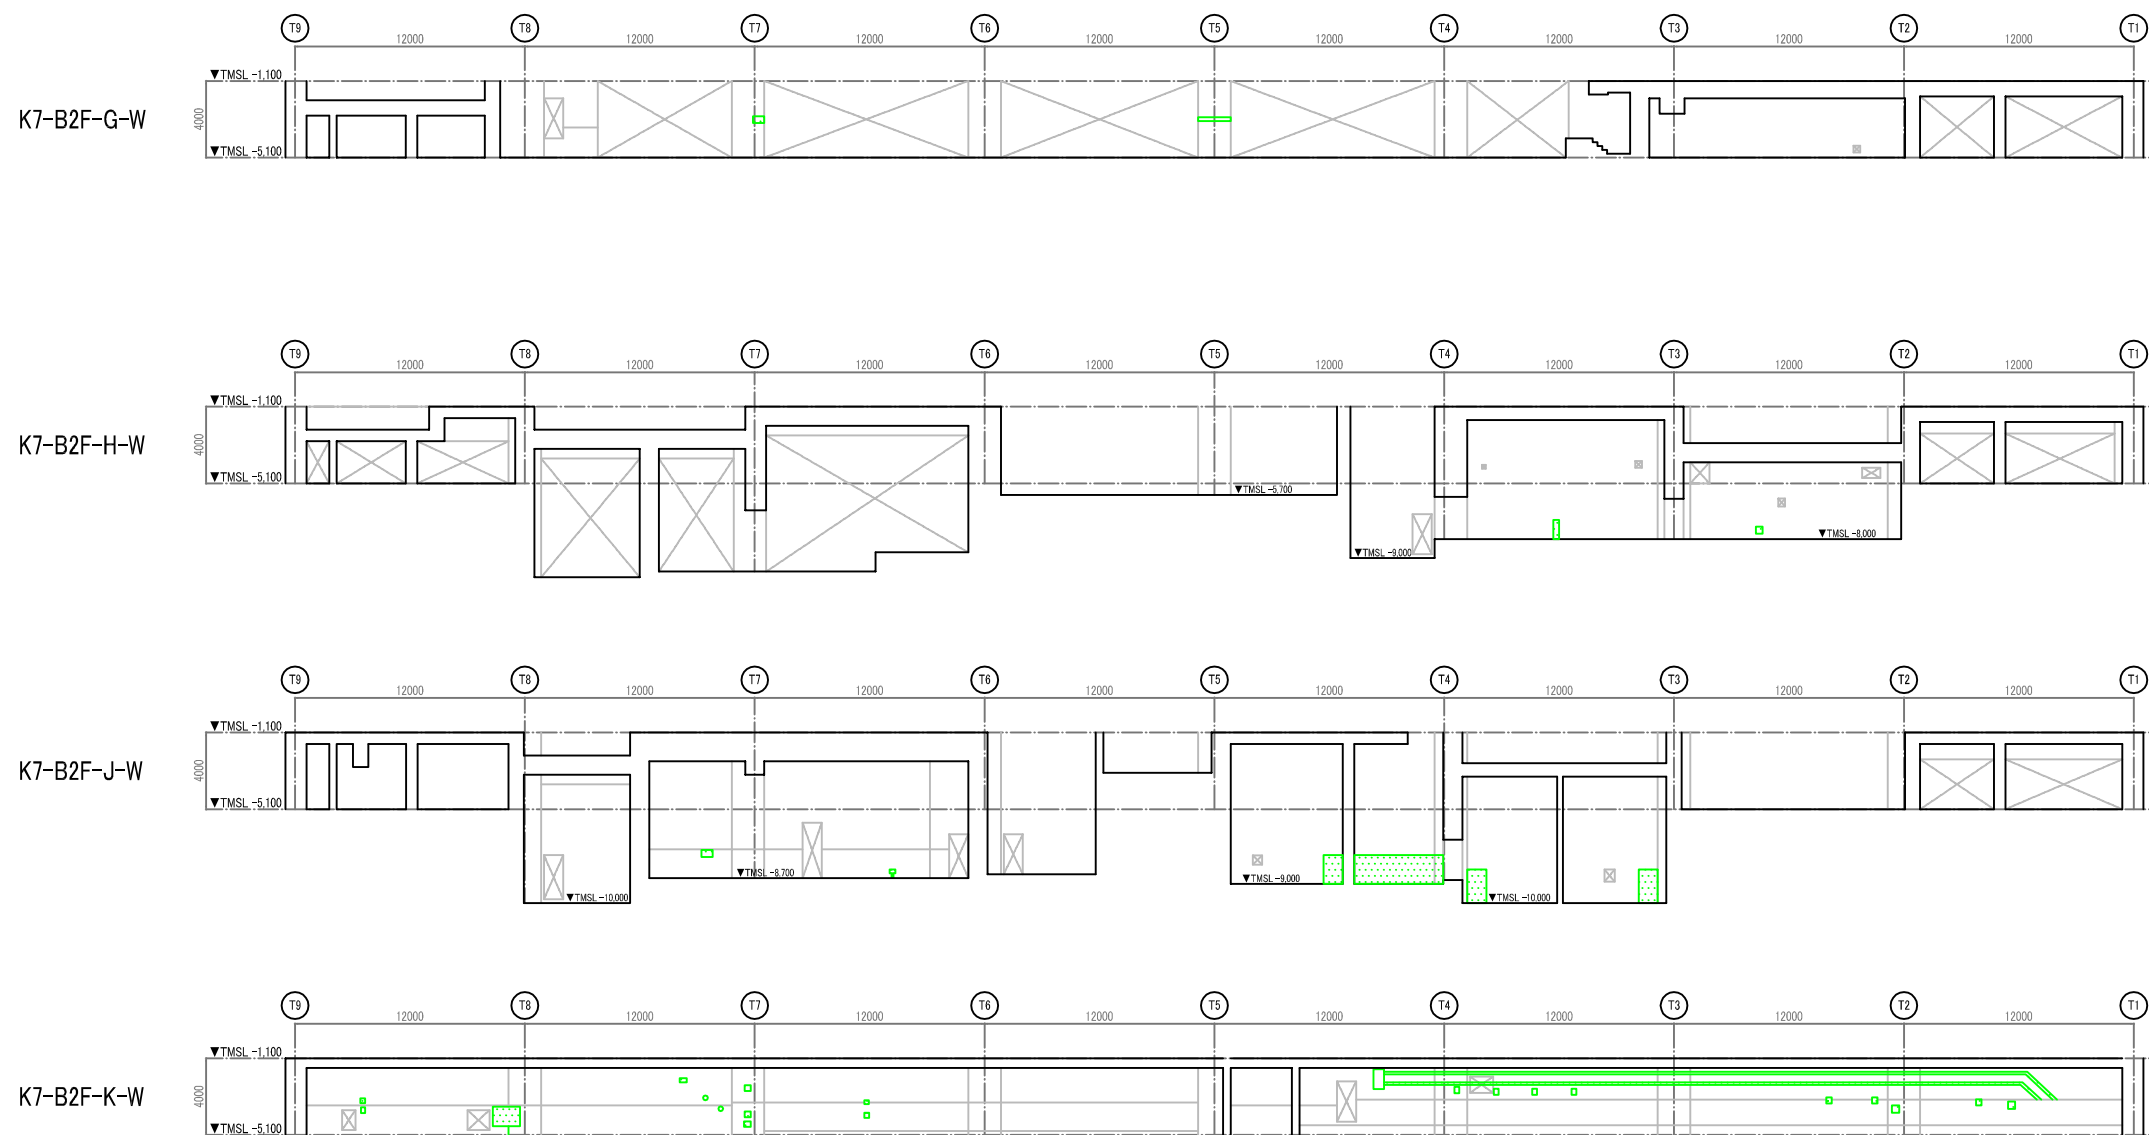 T9 T8 T7 T6 T5 T4 T3 T2 T1
12000 12000 12000 12000 12000 12000 12000 12000
▼TMSL -1,100
K7-B2F-G-W
4000
▼TMSL -5,100
T9 T8 T7 T6 T5 T4 T3 T2 T1
12000 12000 12000 12000 12000 12000 12000 12000
▼TMSL -1,100
K7-B2F-H-W
4000
▼TMSL -5,100
▼TMSL -5,700
▼TMSL -8,000
▼TMSL -9,000
T9 T8 T7 T6 T5 T4 T3 T2 T1
12000 12000 12000 12000 12000 12000 12000 12000
▼TMSL -1,100
K7-B2F-J-W
4000
▼TMSL -5,100
▼TMSL -8,700
▼TMSL -9,000
▼TMSL -10,000 ▼TMSL -10,000
T9 T8 T7 T6 T5 T4 T3 T2 T1
12000 12000 12000 12000 12000 12000 12000 12000
▼TMSL -1,100
K7-B2F-K-W
4000
▼TMSL -5,100